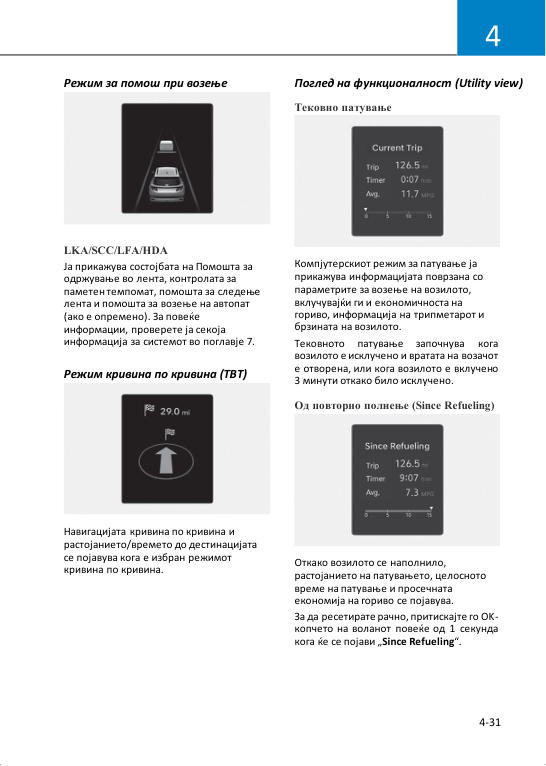 4
Режим за помош при возење
LKA/SCC/LFA/HDA
Ја прикажува состојбата на Помошта за
одржување во лента, контролата за
паметен темпомат, помошта за следење
лента и помошта за возење на автопат
(ако е опремено). За повеќе
информации, проверете ја секоја
информација за системот во поглавје 7.
Режим кривина по кривина (TBT)
29.0 mi
Навигацијата кривина по кривина и
растојанието/времето до дестинацијата
се појавува кога е избран режимот
кривина по кривина.
Поглед на функционалност (Utility view)
Тековно патување
Current Trip
Trip 126.5 mi
Timer 0:07 h:m
Avg. 11.7 MPG
0 5 10 15
Компјутерскиот режим за патување ја
прикажува информацијата поврзана со
параметрите за возење на возилото,
вклучувајќи ги и економичноста на
гориво, информација на трипметарот и
брзината на возилото.
Тековното патување започнува кога
возилото е исклучено и вратата на возачот
е отворена, или кога возилото е вклучено
3 минути откако било исклучено.
Од повторно полнење (Since Refueling)
Since Refueling
Trip 126.5 mi
Timer 9:07 h:m
Avg. 7.3 MPG
0 5 10 15
Откако возилото се наполнило,
растојанието на патувањето, целосното
време на патување и просечната
економија на гориво се појавува.
За да ресетирате рачно, притискајте го OK-
копчето на воланот повеќе од 1 секунда
кога ќе се појави „Since Refueling“.
4-31